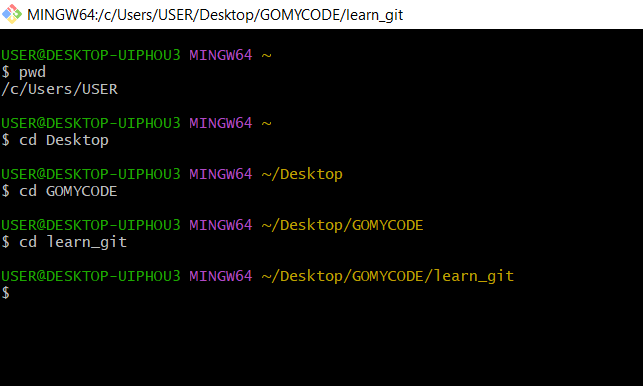 MINGW64:/c/Users/USER/Desktop/GOMYCODE/learn_git
USER@DESKTOP-UIPHOU3 MINGW64 ~
$ pwd
/c/Users/USER
USER@DESKTOP-UIPHOU3 MINGW64 ~
$ cd Desktop
USER@DESKTOP-UIPHOU3 MINGW64 ~/Desktop
$ cd GOMYCODE
USER@DESKTOP-UIPHOU3 MINGW64 ~/Desktop/GOMYCODE
$ cd learn_git
USER@DESKTOP-UIPHOU3 MINGW64 ~/Desktop/GOMYCODE/learn_git
$